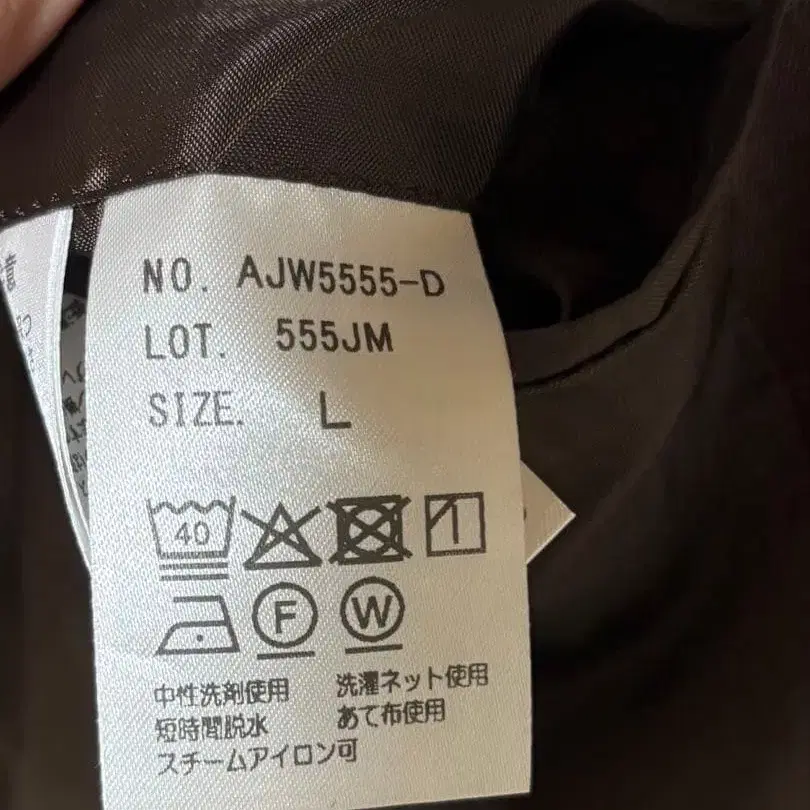 NO. AJW5555-D
LOT. 555JM
SIZE. L
40
F W
中性洗剤使用 洗濯ネット使用
短時間脱水 あて布使用
スチームアイロン可